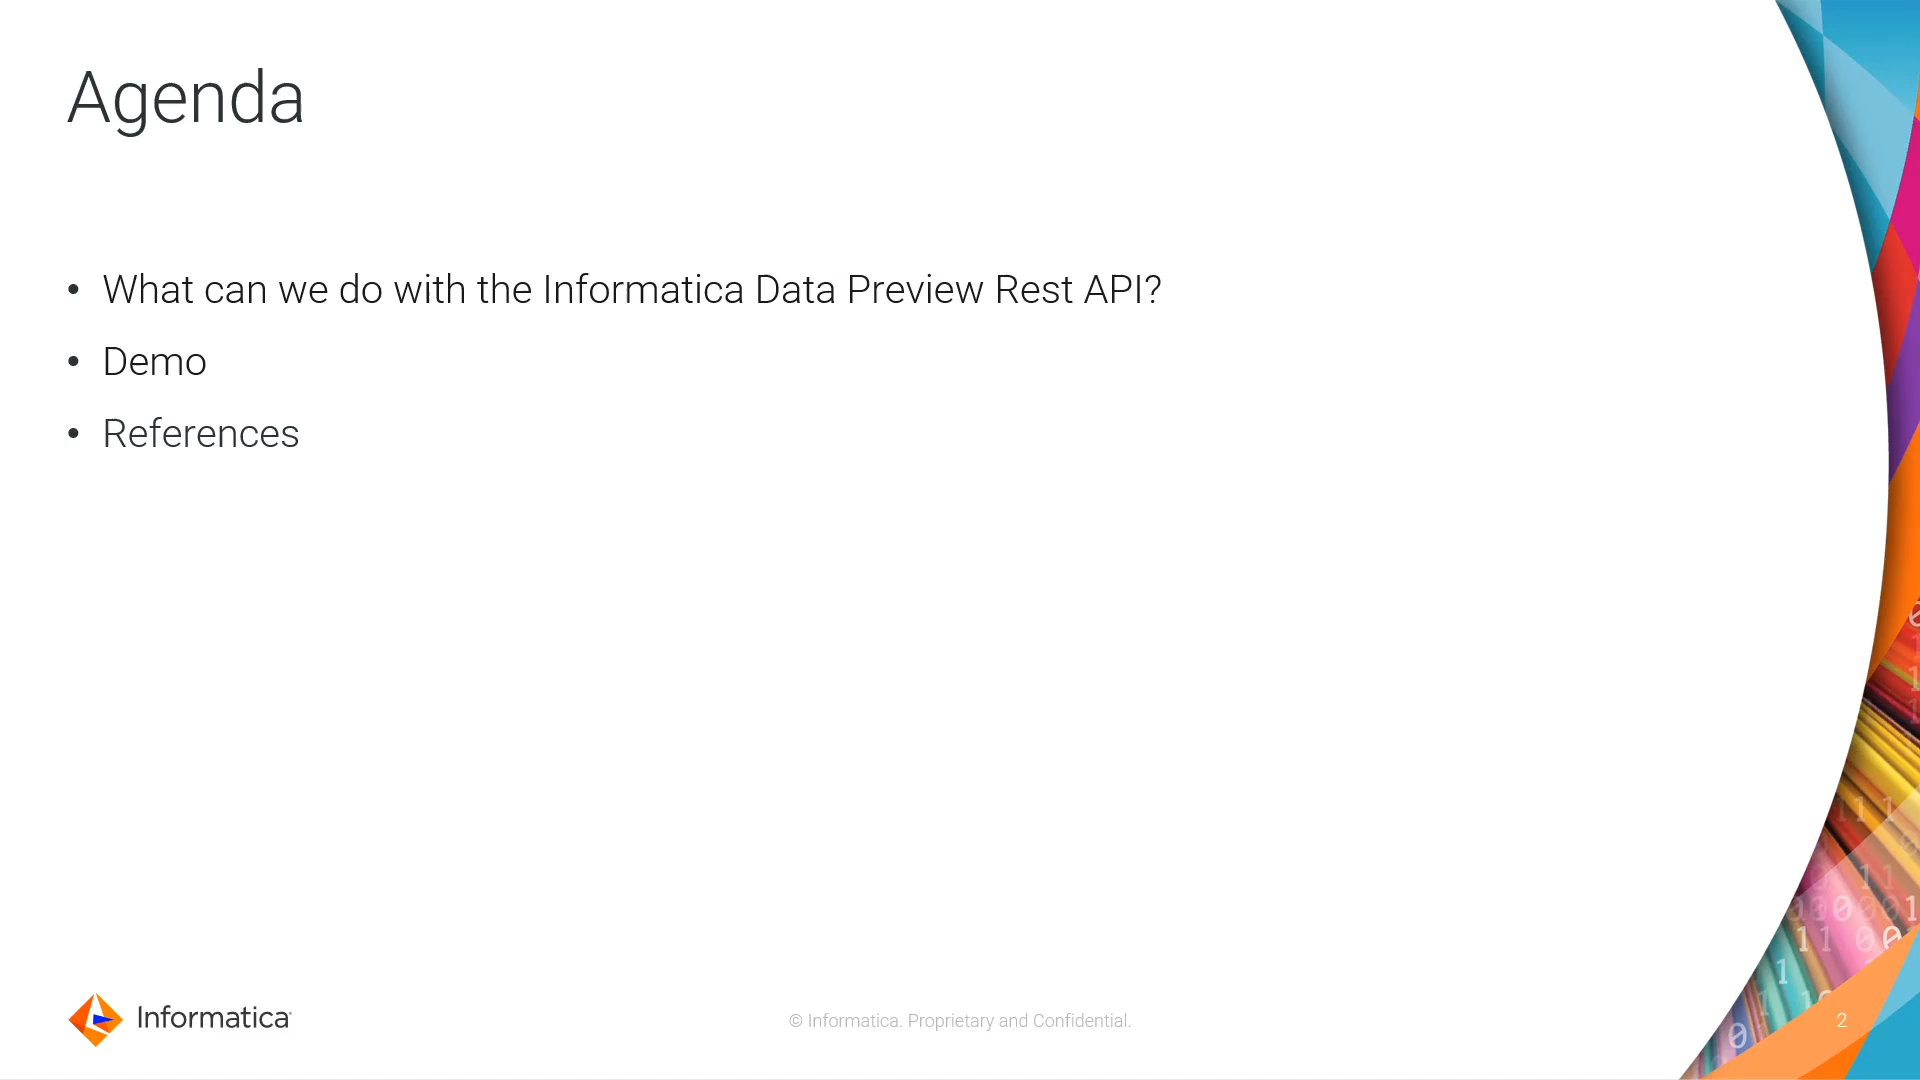 Agenda
• What can we do with the Informatica Data Preview Rest API?
• Demo
• References
Informatica
© Informatica. Proprietary and Confidential.
2